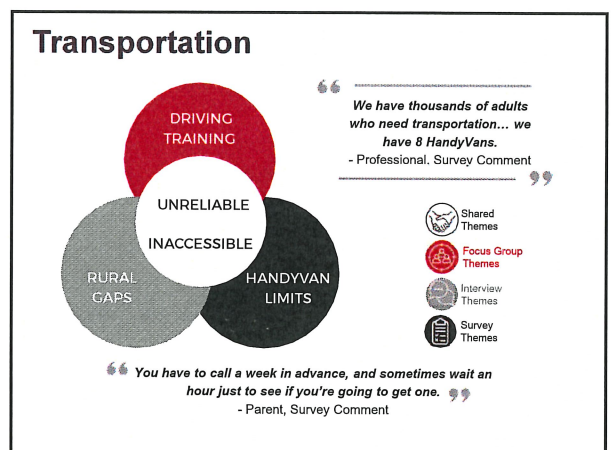 Transportation
DRIVING
TRAINING
UNRELIABLE
INACCESSIBLE
RURAL
GAPS
HANDYVAN
LIMITS
“ We have thousands of adults
who need transportation... we
have 8 HandyVans.
- Professional. Survey Comment ”
Shared
Themes
Focus Group
Themes
Interview
Themes
Survey
Themes
“ You have to call a week in advance, and sometimes wait an
hour just to see if you're going to get one. ”
- Parent, Survey Comment